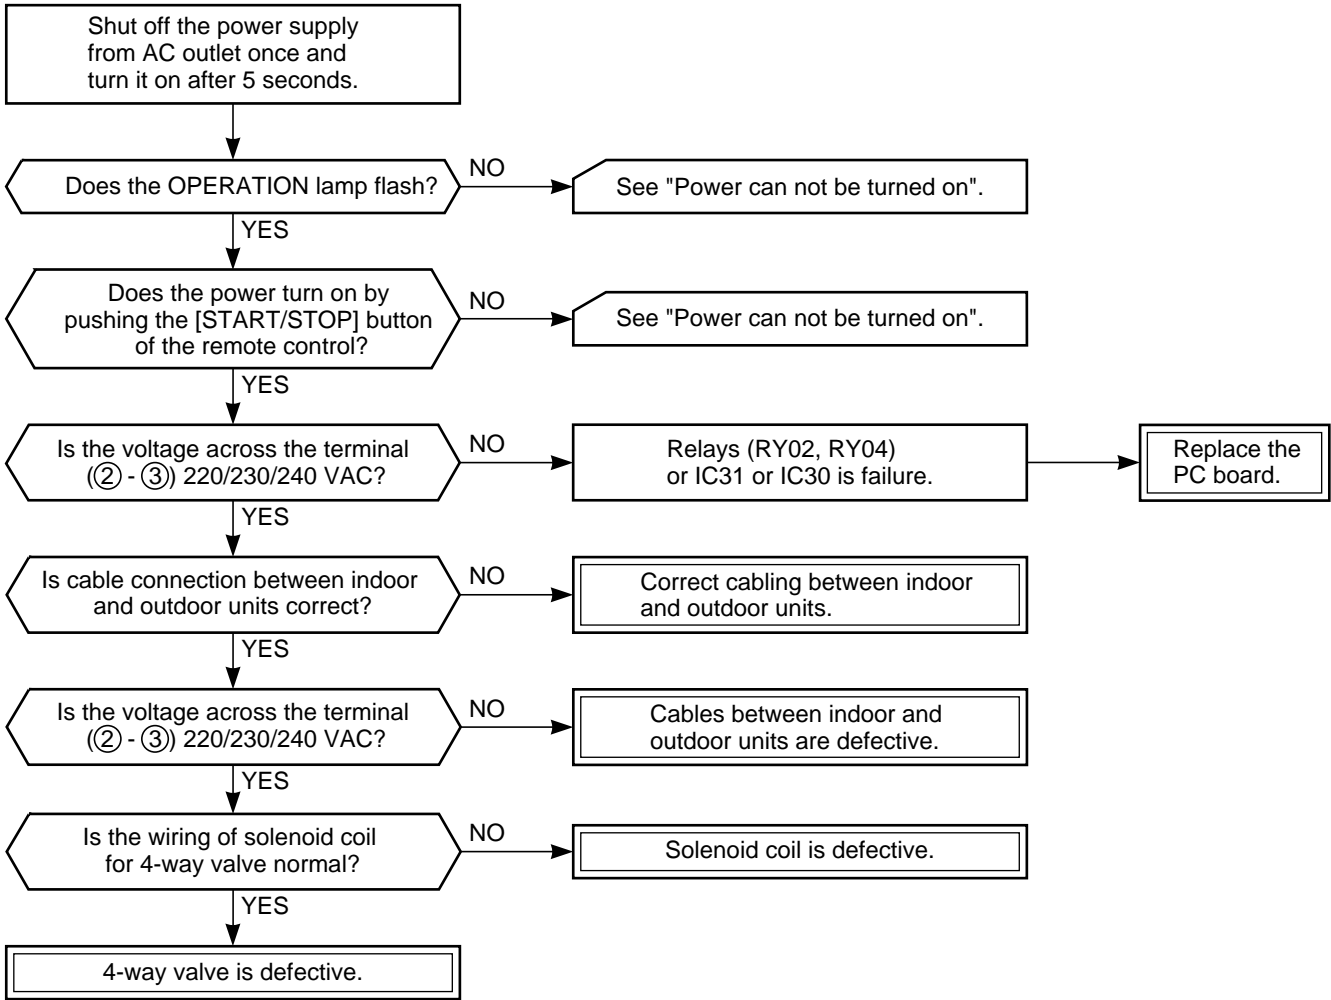 Shut off the power supply
from AC outlet once and
turn it on after 5 seconds.
Does the OPERATION lamp flash?
NO
See "Power can not be turned on".
YES
Does the power turn on by
pushing the [START/STOP] button
of the remote control?
NO
See "Power can not be turned on".
YES
Is the voltage across the terminal
(② - ③) 220/230/240 VAC?
NO
Relays (RY02, RY04)
or IC31 or IC30 is failure.
Replace the
PC board.
YES
Is cable connection between indoor
and outdoor units correct?
NO
Correct cabling between indoor
and outdoor units.
YES
Is the voltage across the terminal
(② - ③) 220/230/240 VAC?
NO
Cables between indoor and
outdoor units are defective.
YES
Is the wiring of solenoid coil
for 4-way valve normal?
NO
Solenoid coil is defective.
YES
4-way valve is defective.